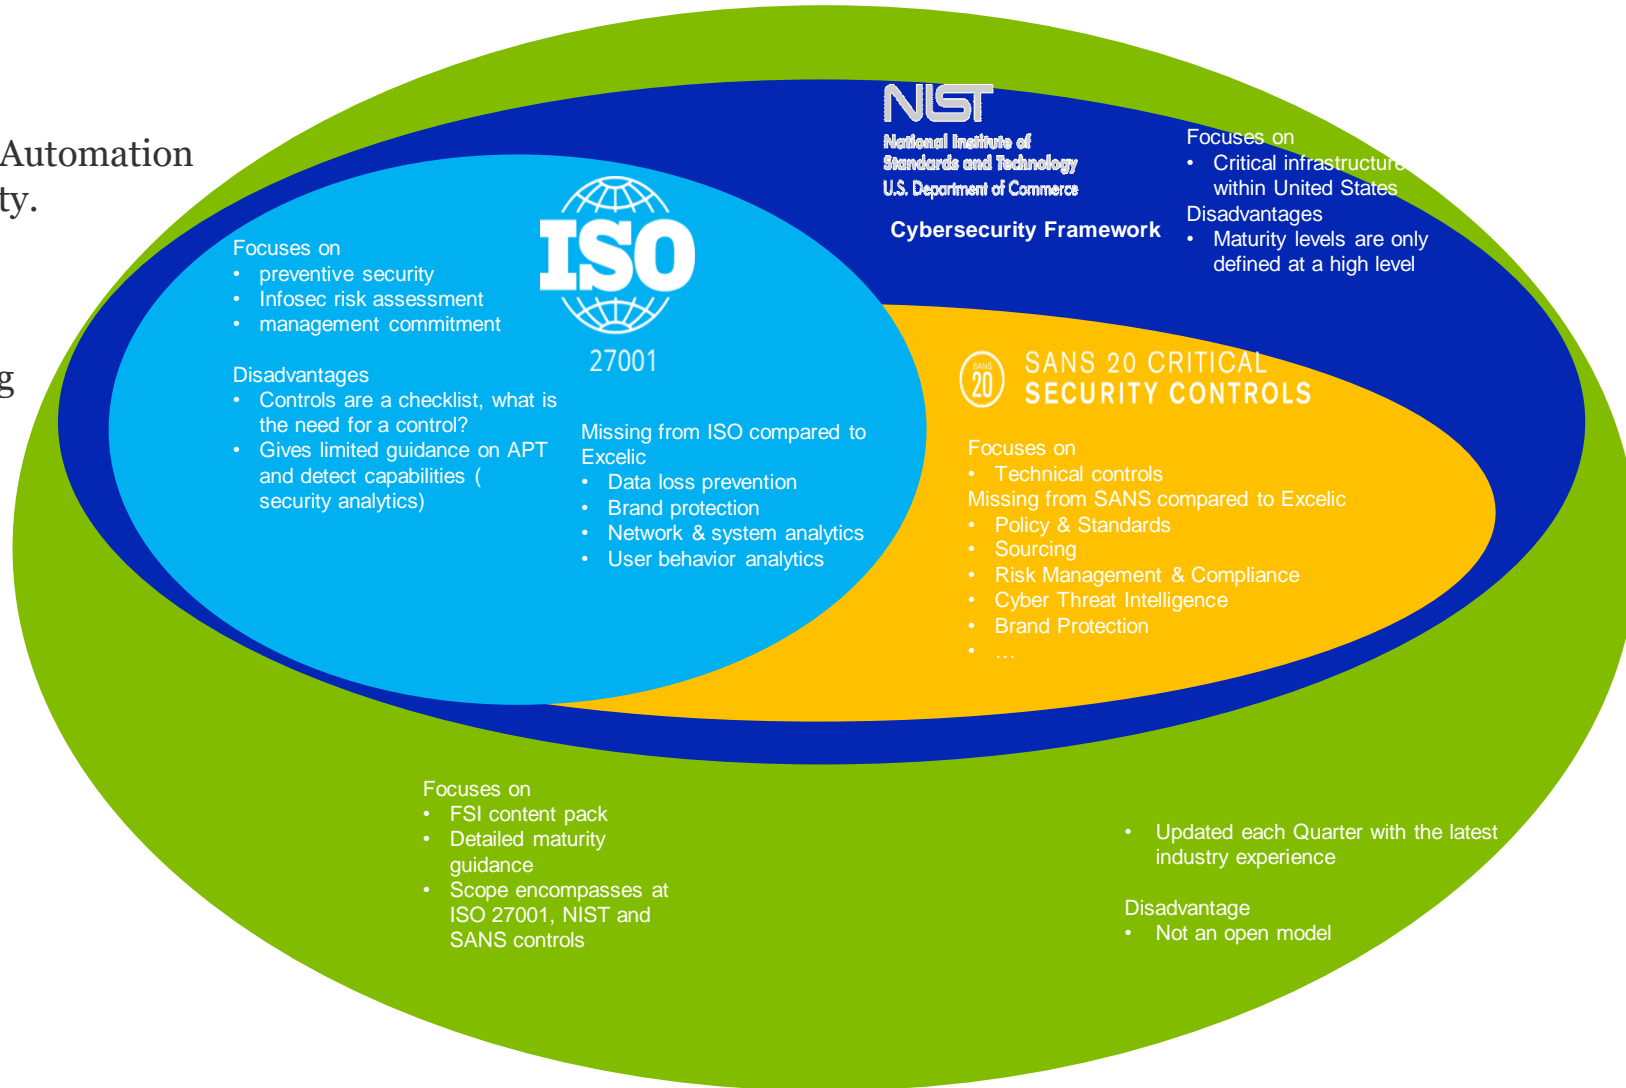 Automation
ty.
g
NIST
National Institute of
Standards and Technology
U.S. Department of Commerce
Cybersecurity Framework
Focuses on
• Critical infrastructure
within United States
Disadvantages
• Maturity levels are only
defined at a high level
Focuses on
• preventive security
• Infosec risk assessment
• management commitment
Disadvantages
• Controls are a checklist, what is
the need for a control?
• Gives limited guidance on APT
and detect capabilities (
security analytics)
ISO
27001
Missing from ISO compared to
Excelic
• Data loss prevention
• Brand protection
• Network & system analytics
• User behavior analytics
SANS
20
SANS 20 CRITICAL
SECURITY CONTROLS
Focuses on
• Technical controls
Missing from SANS compared to Excelic
• Policy & Standards
• Sourcing
• Risk Management & Compliance
• Cyber Threat Intelligence
• Brand Protection
• …
Focuses on
• FSI content pack
• Detailed maturity
guidance
• Scope encompasses at
ISO 27001, NIST and
SANS controls
• Updated each Quarter with the latest
industry experience
Disadvantage
• Not an open model